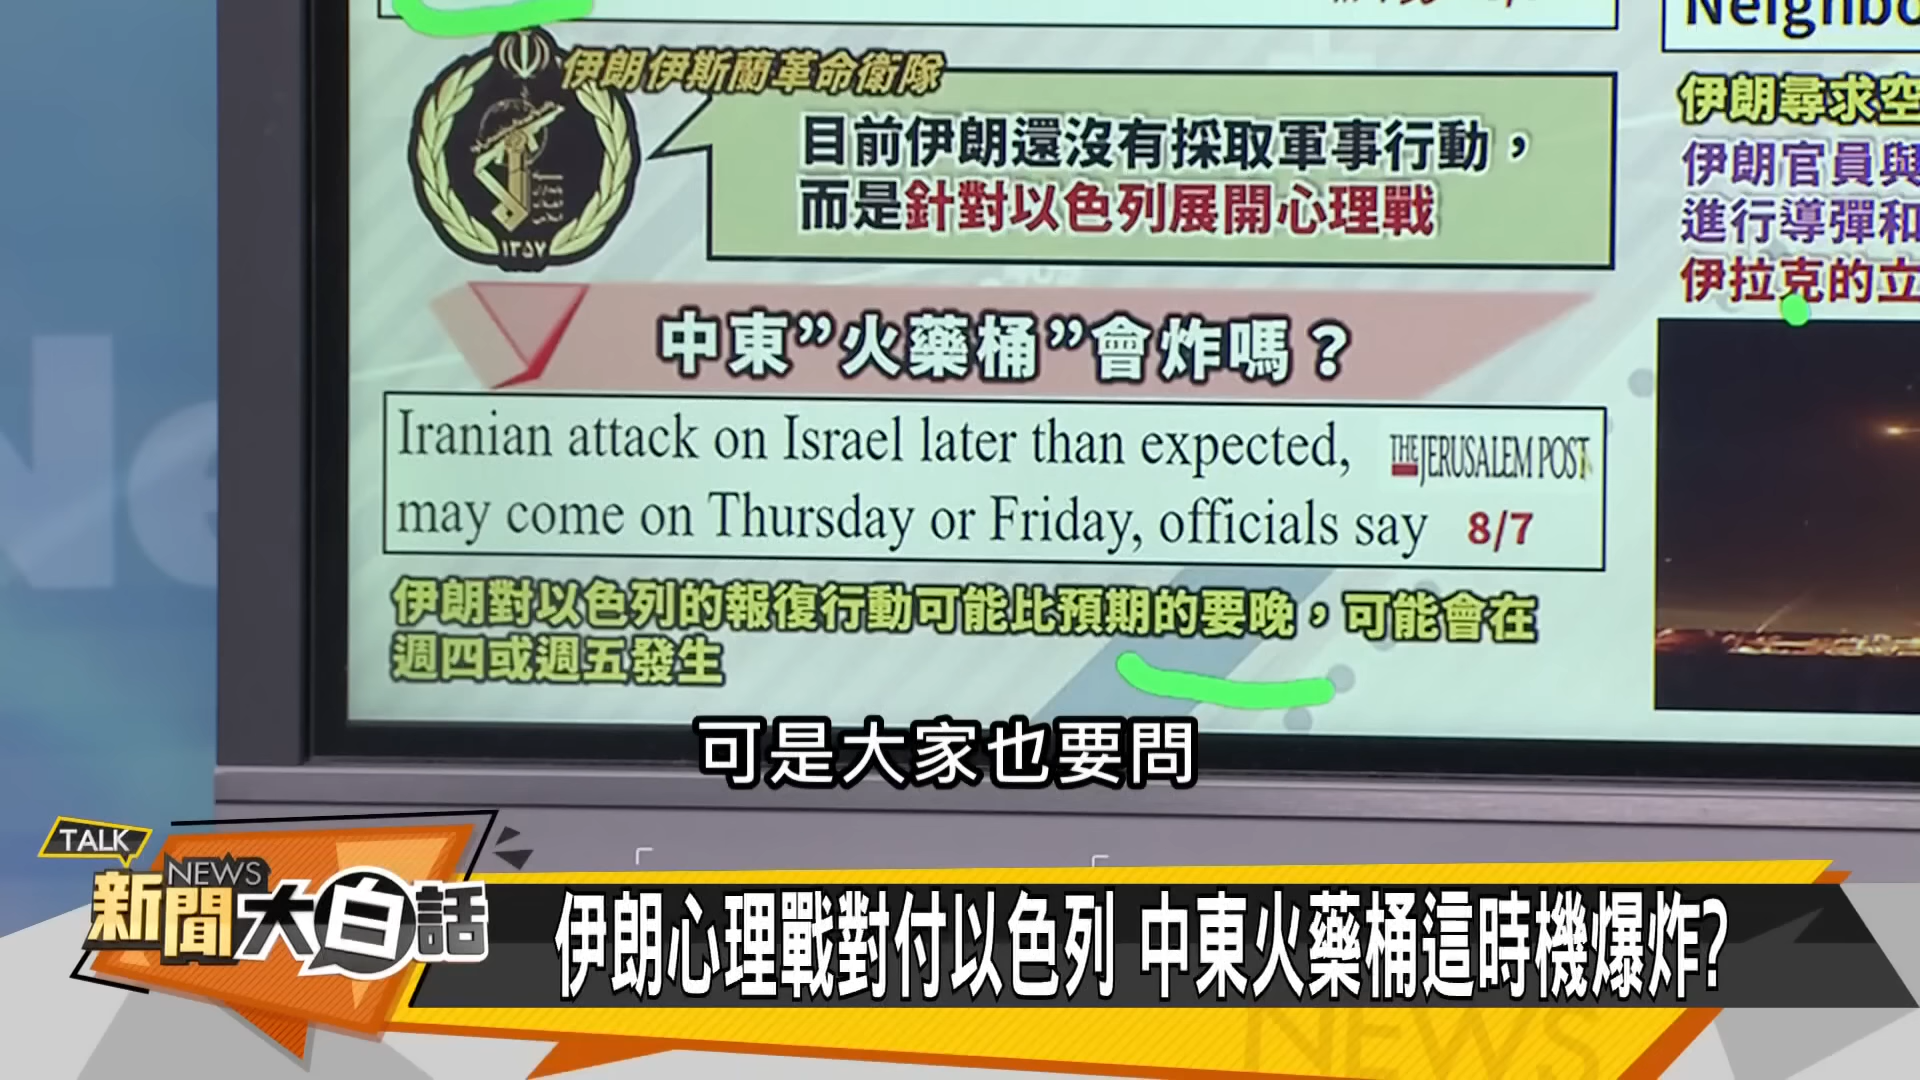 Neighbo
伊朗伊斯蘭革命衛隊
目前伊朗還沒有採取軍事行動，
而是針對以色列展開心理戰
۱۳۵۷
伊朗尋求空
伊朗官員與
進行導彈和
伊拉克的立
中東”火藥桶”會炸嗎？
Iranian attack on Israel later than expected,
may come on Thursday or Friday, officials say
THE JERUSALEM POST
8/7
伊朗對以色列的報復行動可能比預期的要晚，可能會在
週四或週五發生
Ne
可是大家也要問
TALK
NEWS
新聞大白話
伊朗心理戰對付以色列 中東火藥桶這時機爆炸?
NEWS